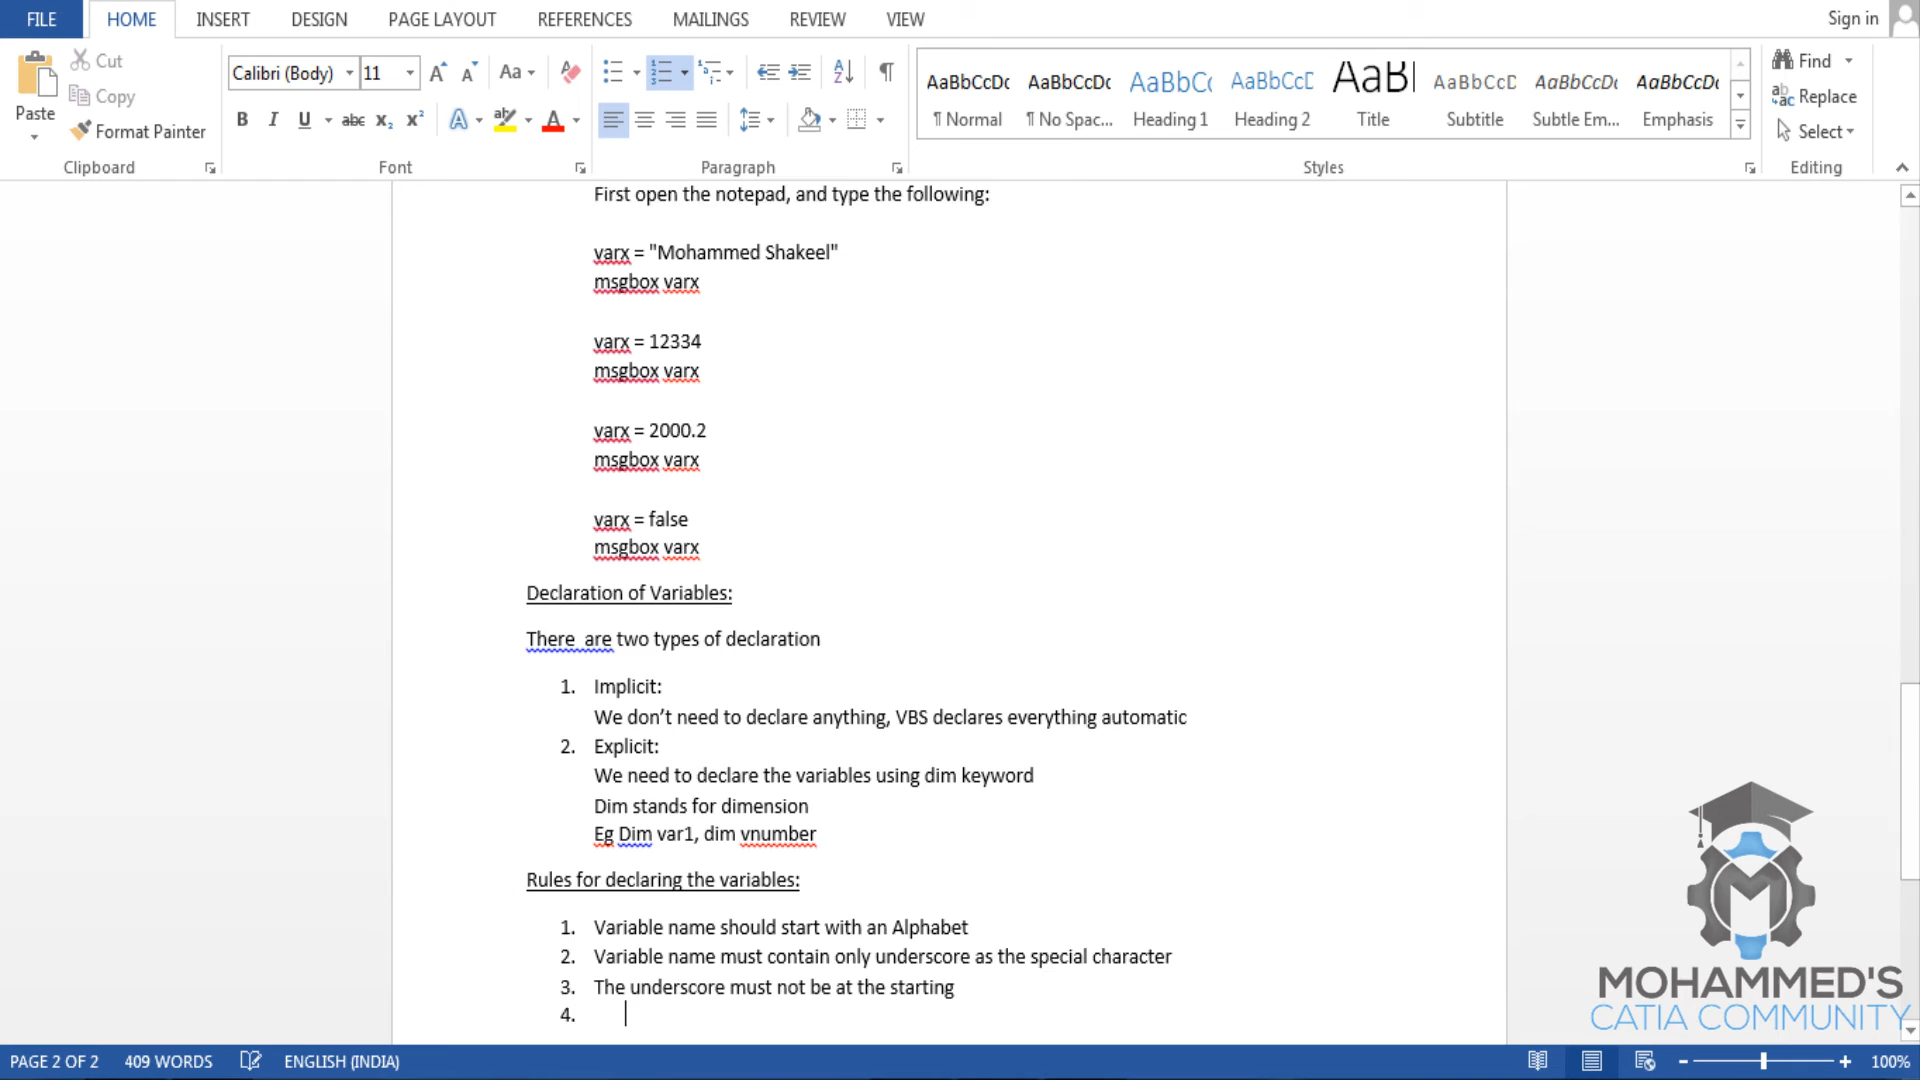 FILE HOME INSERT DESIGN PAGE LAYOUT REFERENCES MAILINGS REVIEW VIEW Sign in
Paste Cut Copy Format Painter
Calibri (Body) 11 Aa
B I U abc X₂ X² A A
AaBbCcDc AaBbCcDc AaBbC( AaBbCcD AaB AaBbCcD AaBbCcDc AaBbCcDc
¶ Normal ¶ No Spac... Heading 1 Heading 2 Title Subtitle Subtle Em... Emphasis
Find
Replace
Select
Clipboard Font Paragraph Styles Editing
First open the notepad, and type the following:
varx = "Mohammed Shakeel"
msgbox varx
varx = 12334
msgbox varx
varx = 2000.2
msgbox varx
varx = false
msgbox varx
Declaration of Variables:
There  are two types of declaration
1. Implicit:
We don’t need to declare anything, VBS declares everything automatic
2. Explicit:
We need to declare the variables using dim keyword
Dim stands for dimension
Eg Dim var1, dim vnumber
Rules for declaring the variables:
1. Variable name should start with an Alphabet
2. Variable name must contain only underscore as the special character
3. The underscore must not be at the starting
4.
MOHAMMED'S
CATIA COMMUNITY
PAGE 2 OF 2 409 WORDS ENGLISH (INDIA) 100%